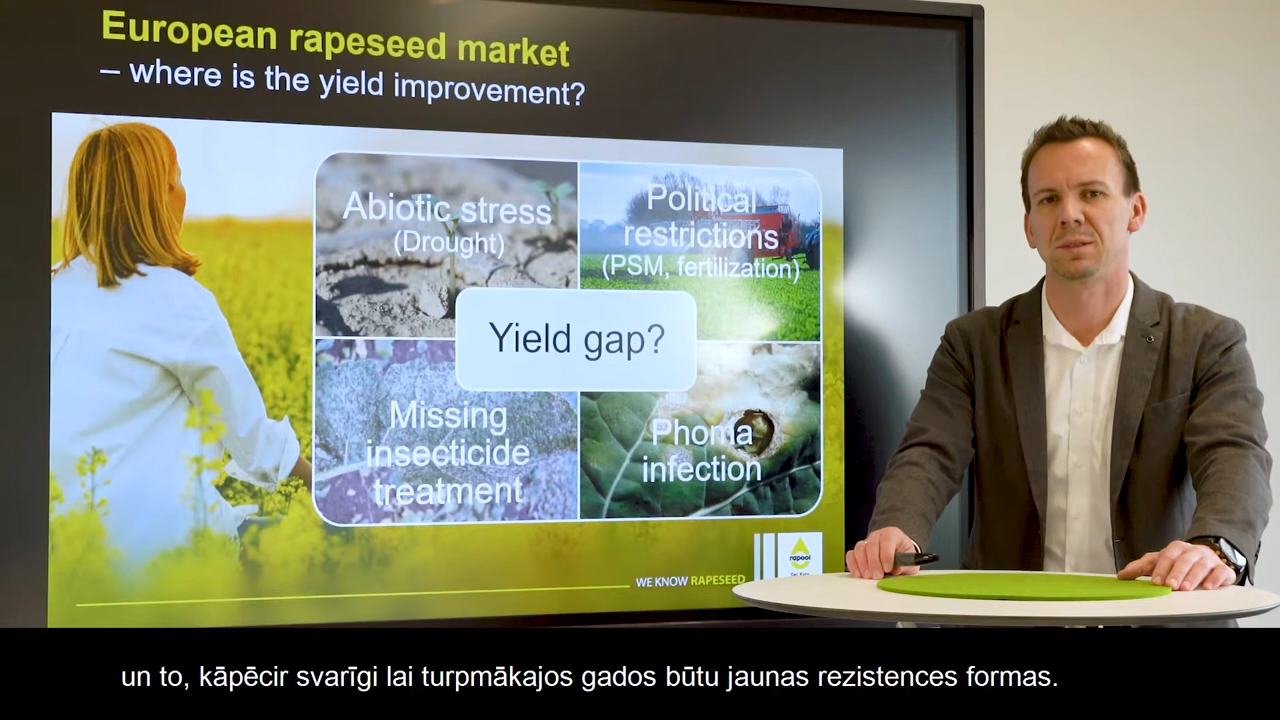 European rapeseed market
– where is the yield improvement?
Abiotic stress
(Drought)
Political
restrictions
(PSM, fertilization)
Yield gap?
Missing
insecticide
treatment
Phoma
infection
WE KNOW RAPESEED
rapool
un to, kāpēcir svarīgi lai turpmākajos gados būtu jaunas rezistences formas.